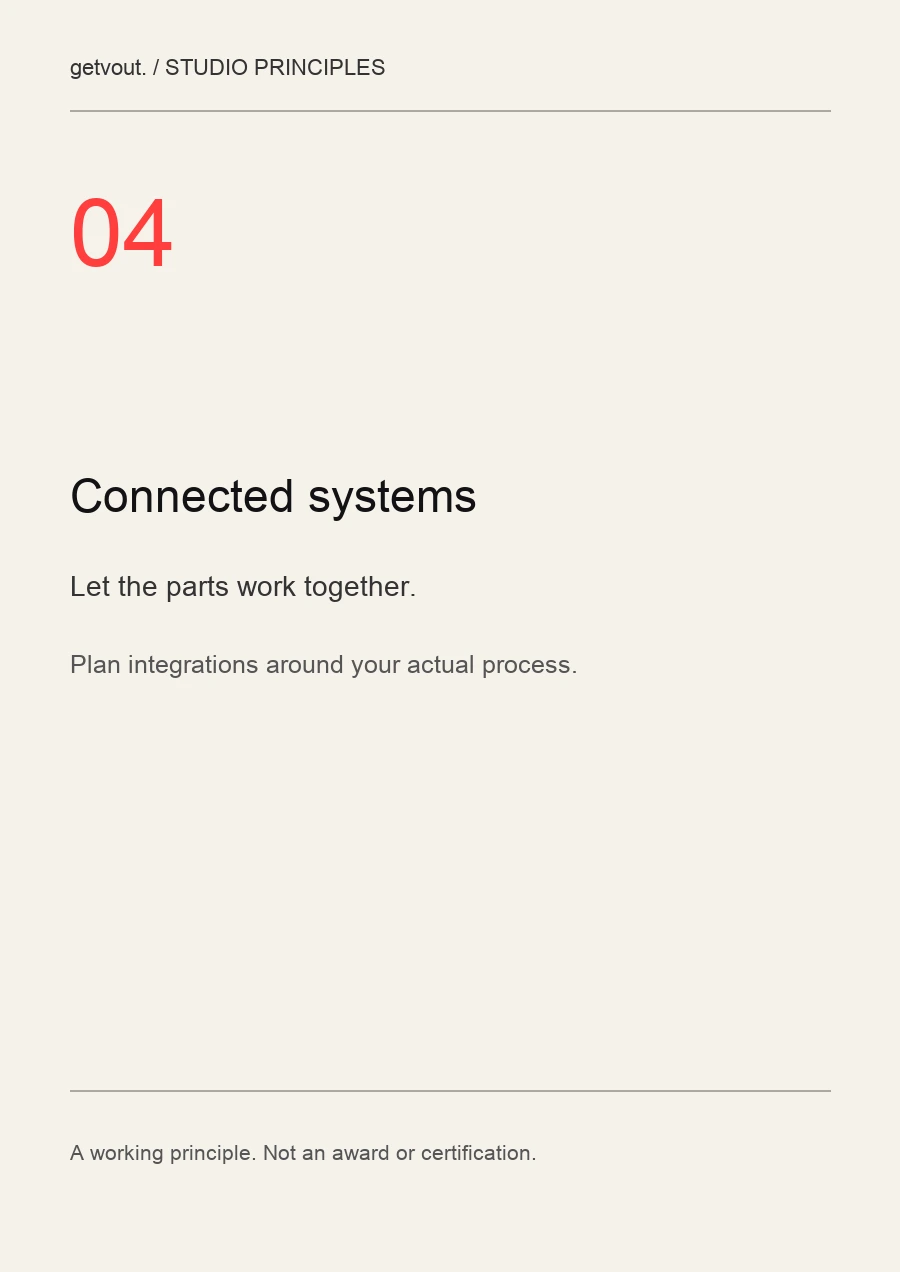 getvout. / STUDIO PRINCIPLES
04
Connected systems
Let the parts work together.
Plan integrations around your actual process.
A working principle. Not an award or certification.